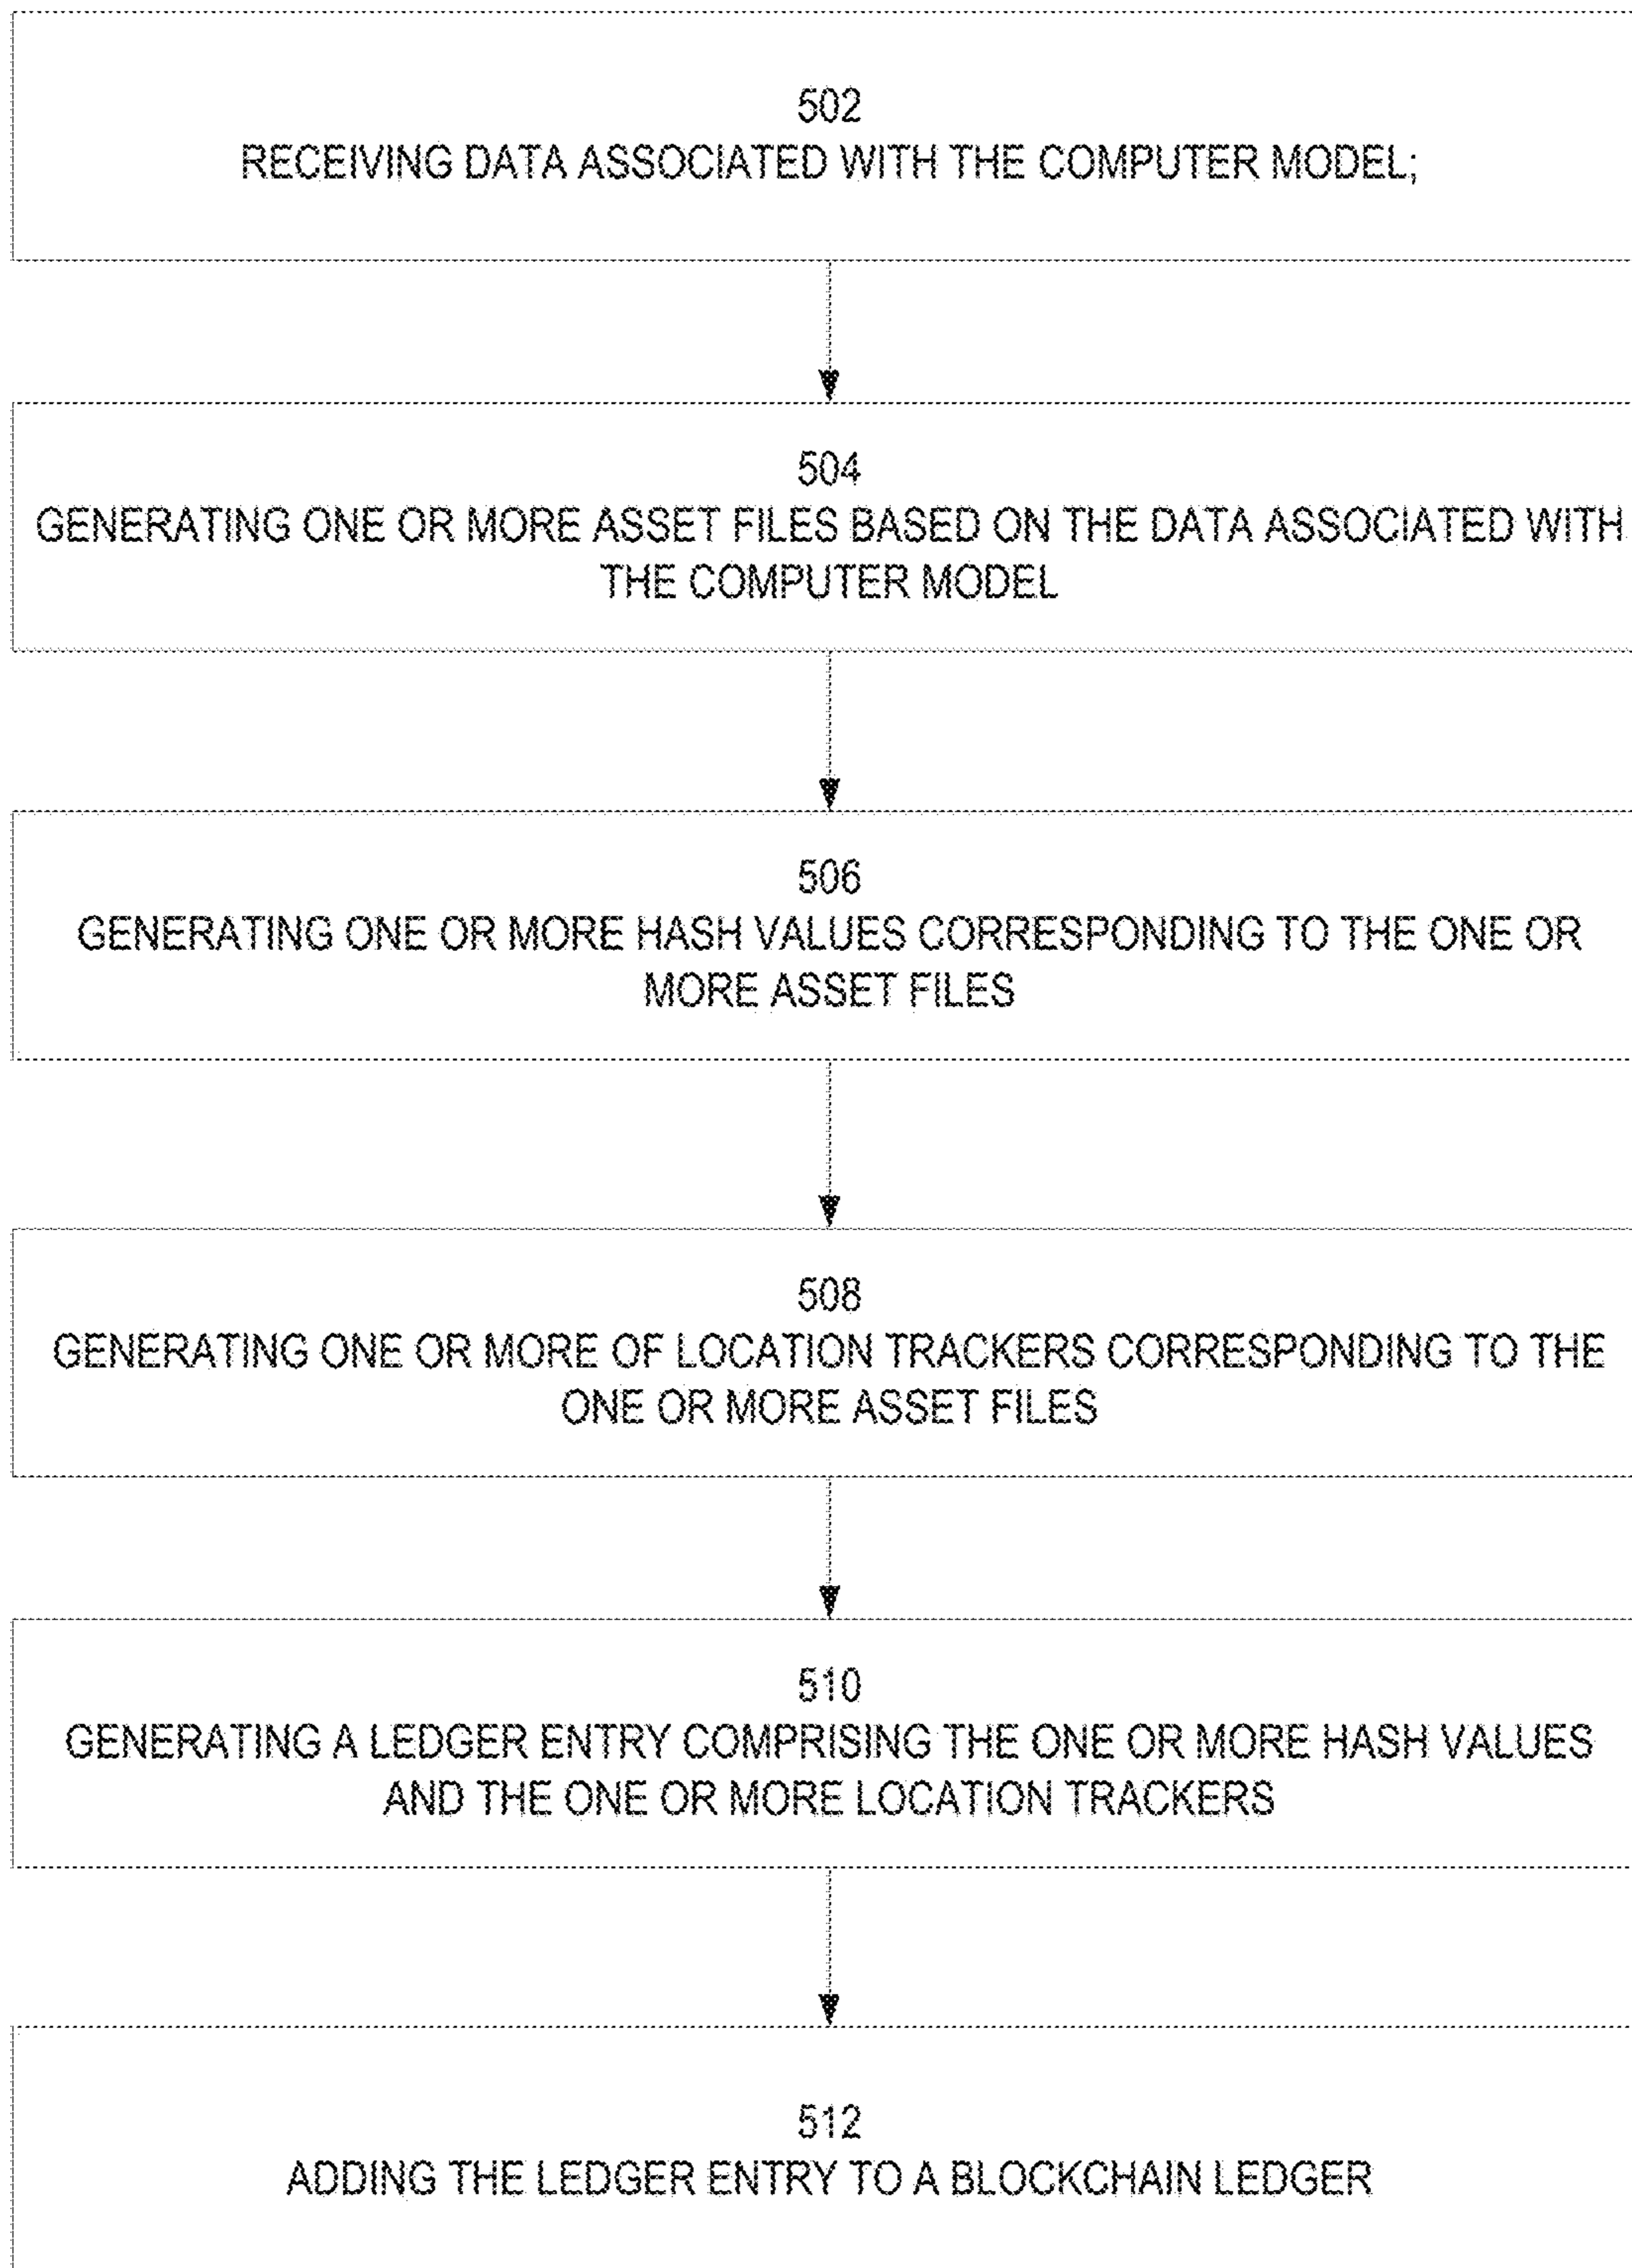 502
RECEIVING DATA ASSOCIATED WITH THE COMPUTER MODEL;
504
GENERATING ONE OR MORE ASSET FILES BASED ON THE DATA ASSOCIATED WITH
THE COMPUTER MODEL
506
GENERATING ONE OR MORE HASH VALUES CORRESPONDING TO THE ONE OR
MORE ASSET FILES
508
GENERATING ONE OR MORE OF LOCATION TRACKERS CORRESPONDING TO THE
ONE OR MORE ASSET FILES
510
GENERATING A LEDGER ENTRY COMPRISING THE ONE OR MORE HASH VALUES
AND THE ONE OR MORE LOCATION TRACKERS
512
ADDING THE LEDGER ENTRY TO A BLOCKCHAIN LEDGER